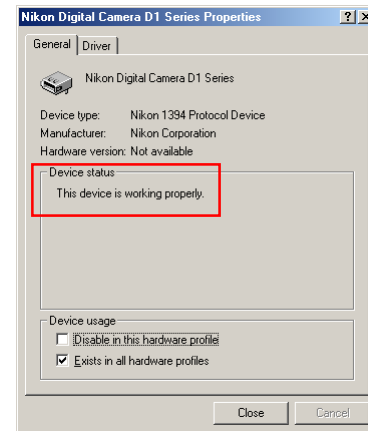 Nikon Digital Camera D1 Series Properties
General
Driver
Nikon Digital Camera D1 Series
Device type: Nikon 1394 Protocol Device
Manufacturer: Nikon Corporation
Hardware version: Not available
Device status
This device is working properly.
Device usage
Disable in this hardware profile
Exists in all hardware profiles
Close
Cancel